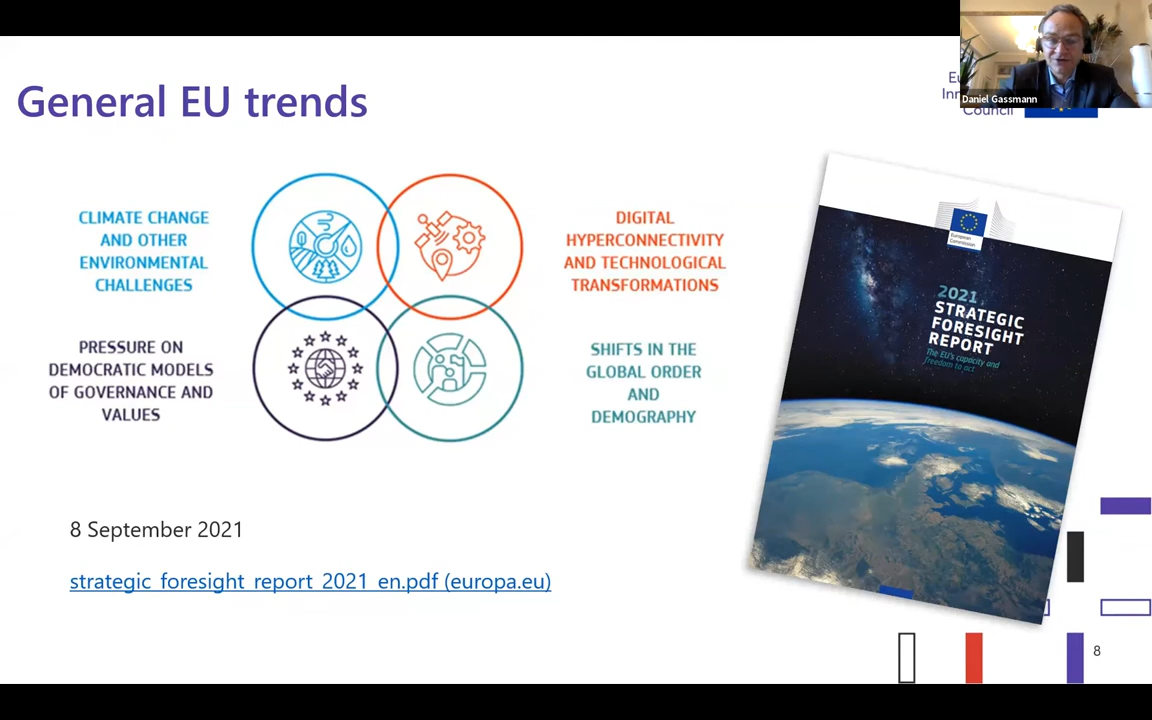 General EU trends
Daniel Gassmann
Council
CLIMATE CHANGE
AND OTHER
ENVIRONMENTAL
CHALLENGES
DIGITAL
HYPERCONNECTIVITY
AND TECHNOLOGICAL
TRANSFORMATIONS
PRESSURE ON
DEMOCRATIC MODELS
OF GOVERNANCE AND
VALUES
SHIFTS IN THE
GLOBAL ORDER
AND
DEMOGRAPHY
European
Commission
2021
STRATEGIC
FORESIGHT
REPORT
The EU's capacity and
freedom to act
8 September 2021
strategic_foresight_report_2021_en.pdf (europa.eu)
8